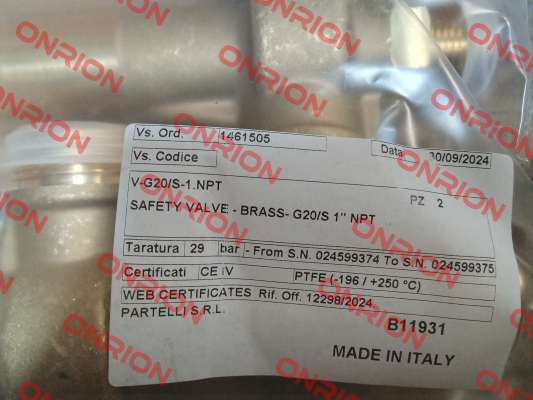 Vs. Ord. 1461505 Data 30/09/2024
Vs. Codice
V-G20/S-1.NPT PZ 2
SAFETY VALVE - BRASS- G20/S 1" NPT
Taratura 29 bar - From S.N. 024599374 To S.N. 024599375
Certificati CE IV PTFE (-196 / +250 °C)
WEB CERTIFICATES Rif. Off. 12298/2024
PARTELLI S.R.L.
B11931
MADE IN ITALY
ONRION
ONRION
ONRION
ONRION
ONRION
ONRION
ONRION
ONRION
ONRION
ONRION
ONRION
ONRION